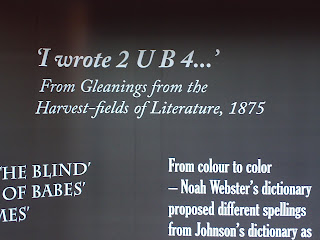 'I wrote 2 U B 4...'
From Gleanings from the
Harvest-fields of Literature, 1875
THE BLIND'
OF BABES'
MES'
From colour to color
– Noah Webster's dictionary
proposed different spellings
from Johnson's dictionary as